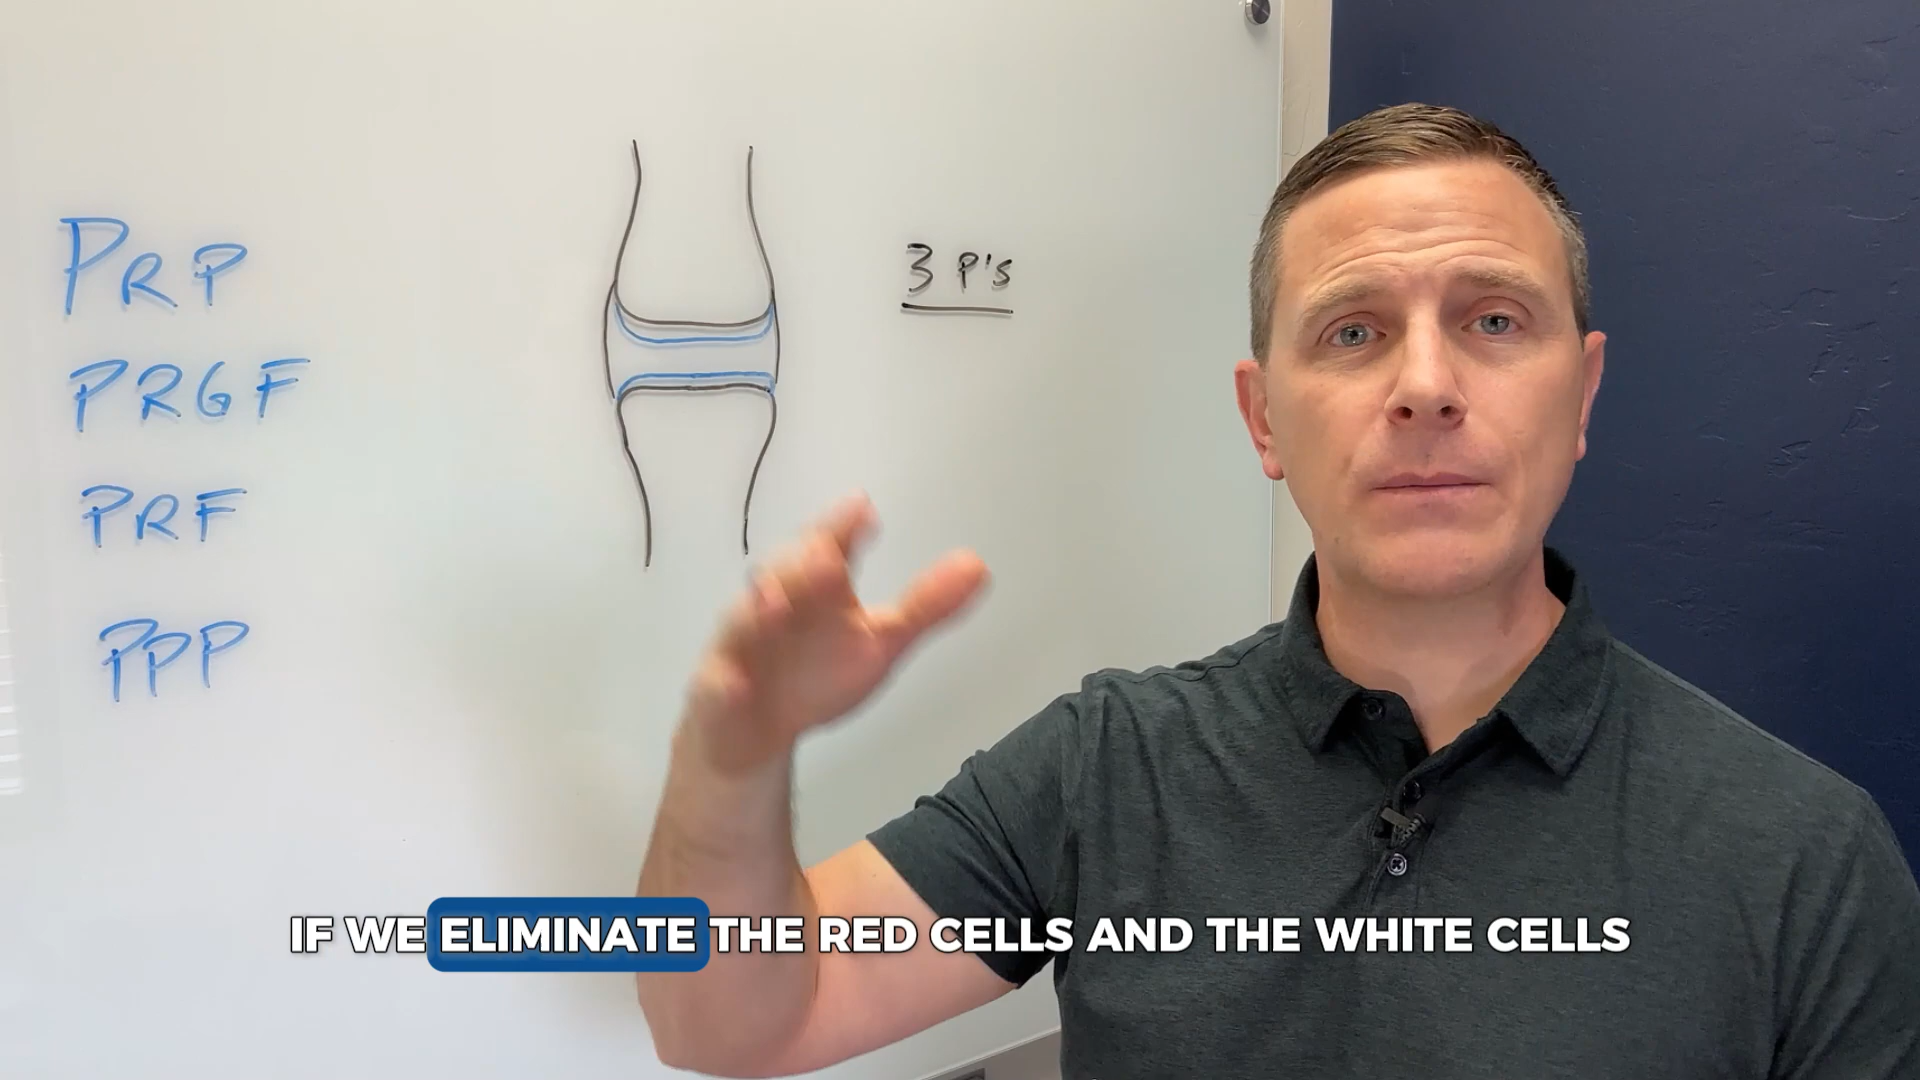 PRP
3 P's
PRGF
PRF
PPP
IF WE ELIMINATE THE RED CELLS AND THE WHITE CELLS